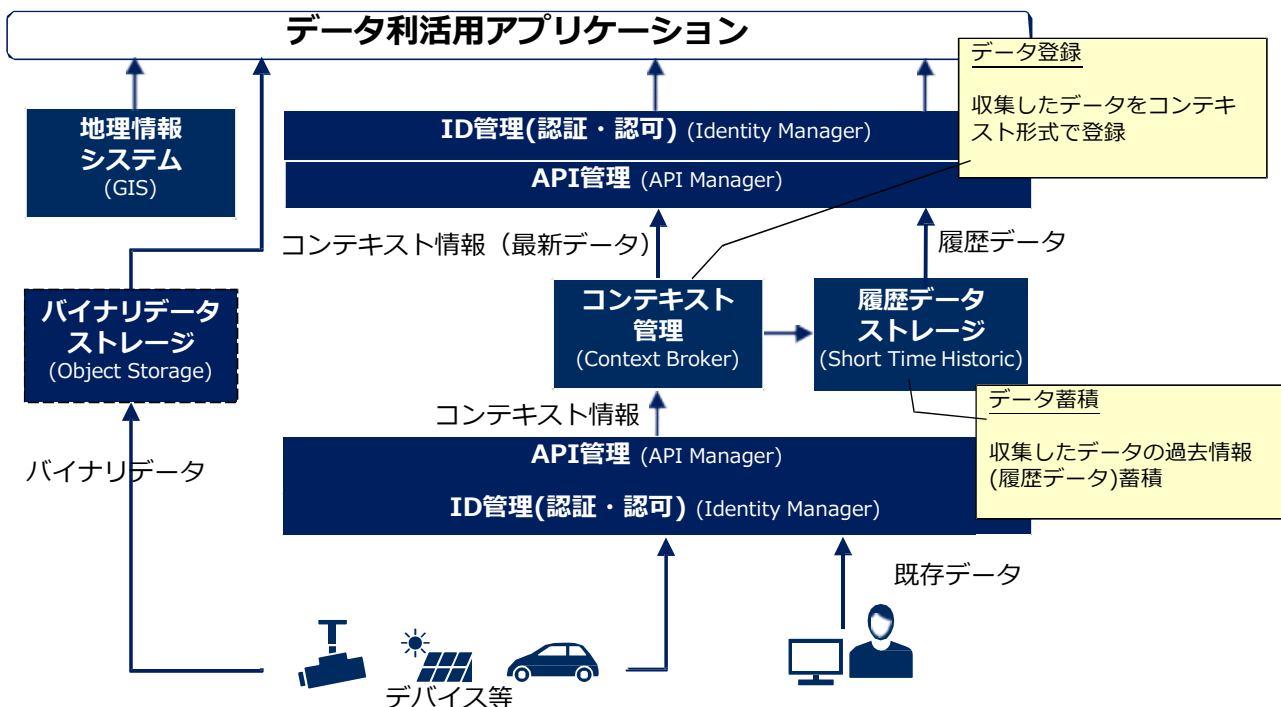 データ利活用アプリケーション
データ登録
収集したデータをコンテキ
スト形式で登録
地理情報
システム
(GIS)
ID管理(認証・認可) (Identity Manager)
API管理 (API Manager)
コンテキスト情報（最新データ）
履歴データ
バイナリデータ
ストレージ
(Object Storage)
コンテキスト
管理
(Context Broker)
履歴データ
ストレージ
(Short Time Historic)
データ蓄積
収集したデータの過去情報
(履歴データ)蓄積
コンテキスト情報
バイナリデータ
API管理 (API Manager)
ID管理(認証・認可) (Identity Manager)
既存データ
デバイス等